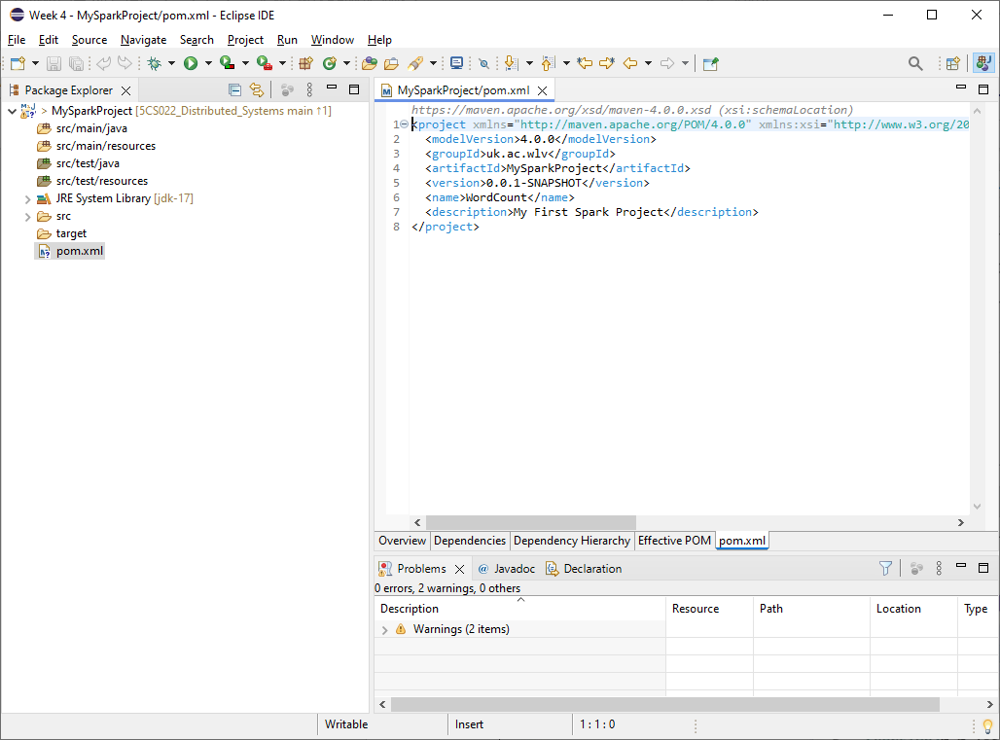 Week 4 - MySparkProject/pom.xml - Eclipse IDE
File Edit Source Navigate Search Project Run Window Help
Package Explorer
MySparkProject/pom.xml
> MySparkProject [5CS022_Distributed_Systems main ↑1]
src/main/java
src/main/resources
src/test/java
src/test/resources
JRE System Library [jdk-17]
src
target
pom.xml
https://maven.apache.org/xsd/maven-4.0.0.xsd (xsi:schemaLocation)
1 <project xmlns="http://maven.apache.org/POM/4.0.0" xmlns:xsi="http://www.w3.org/20
2 <modelVersion>4.0.0</modelVersion>
3 <groupId>uk.ac.wlv</groupId>
4 <artifactId>MySparkProject</artifactId>
5 <version>0.0.1-SNAPSHOT</version>
6 <name>WordCount</name>
7 <description>My First Spark Project</description>
8 </project>
Overview Dependencies Dependency Hierarchy Effective POM pom.xml
Problems @ Javadoc Declaration
0 errors, 2 warnings, 0 others
Description Resource Path Location Type
Warnings (2 items)
Writable Insert 1 : 1 : 0